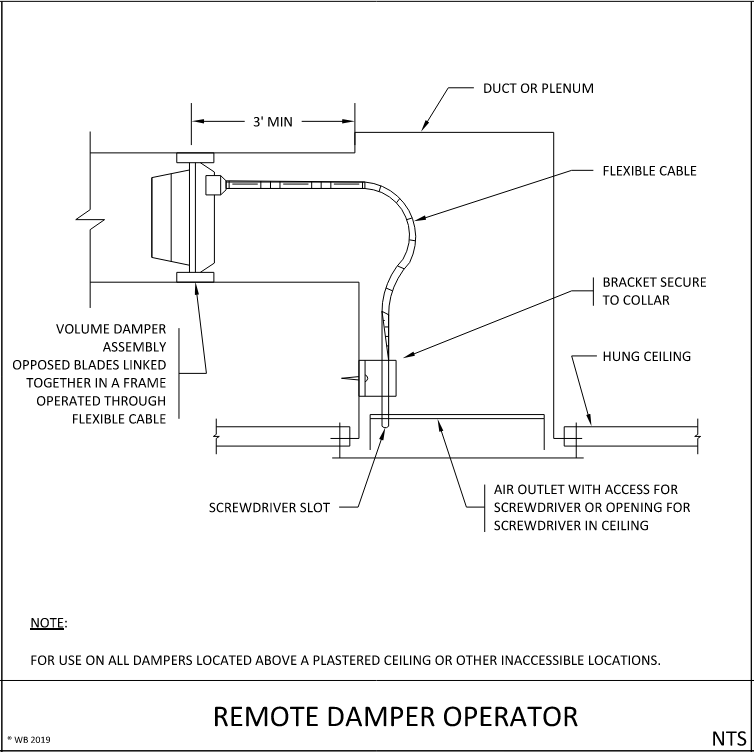 DUCT OR PLENUM
3' MIN
FLEXIBLE CABLE
BRACKET SECURE
TO COLLAR
VOLUME DAMPER
ASSEMBLY
OPPOSED BLADES LINKED
TOGETHER IN A FRAME
OPERATED THROUGH
FLEXIBLE CABLE
HUNG CEILING
SCREWDRIVER SLOT
AIR OUTLET WITH ACCESS FOR
SCREWDRIVER OR OPENING FOR
SCREWDRIVER IN CEILING
NOTE:
FOR USE ON ALL DAMPERS LOCATED ABOVE A PLASTERED CEILING OR OTHER INACCESSIBLE LOCATIONS.
REMOTE DAMPER OPERATOR
® WB 2019
NTS